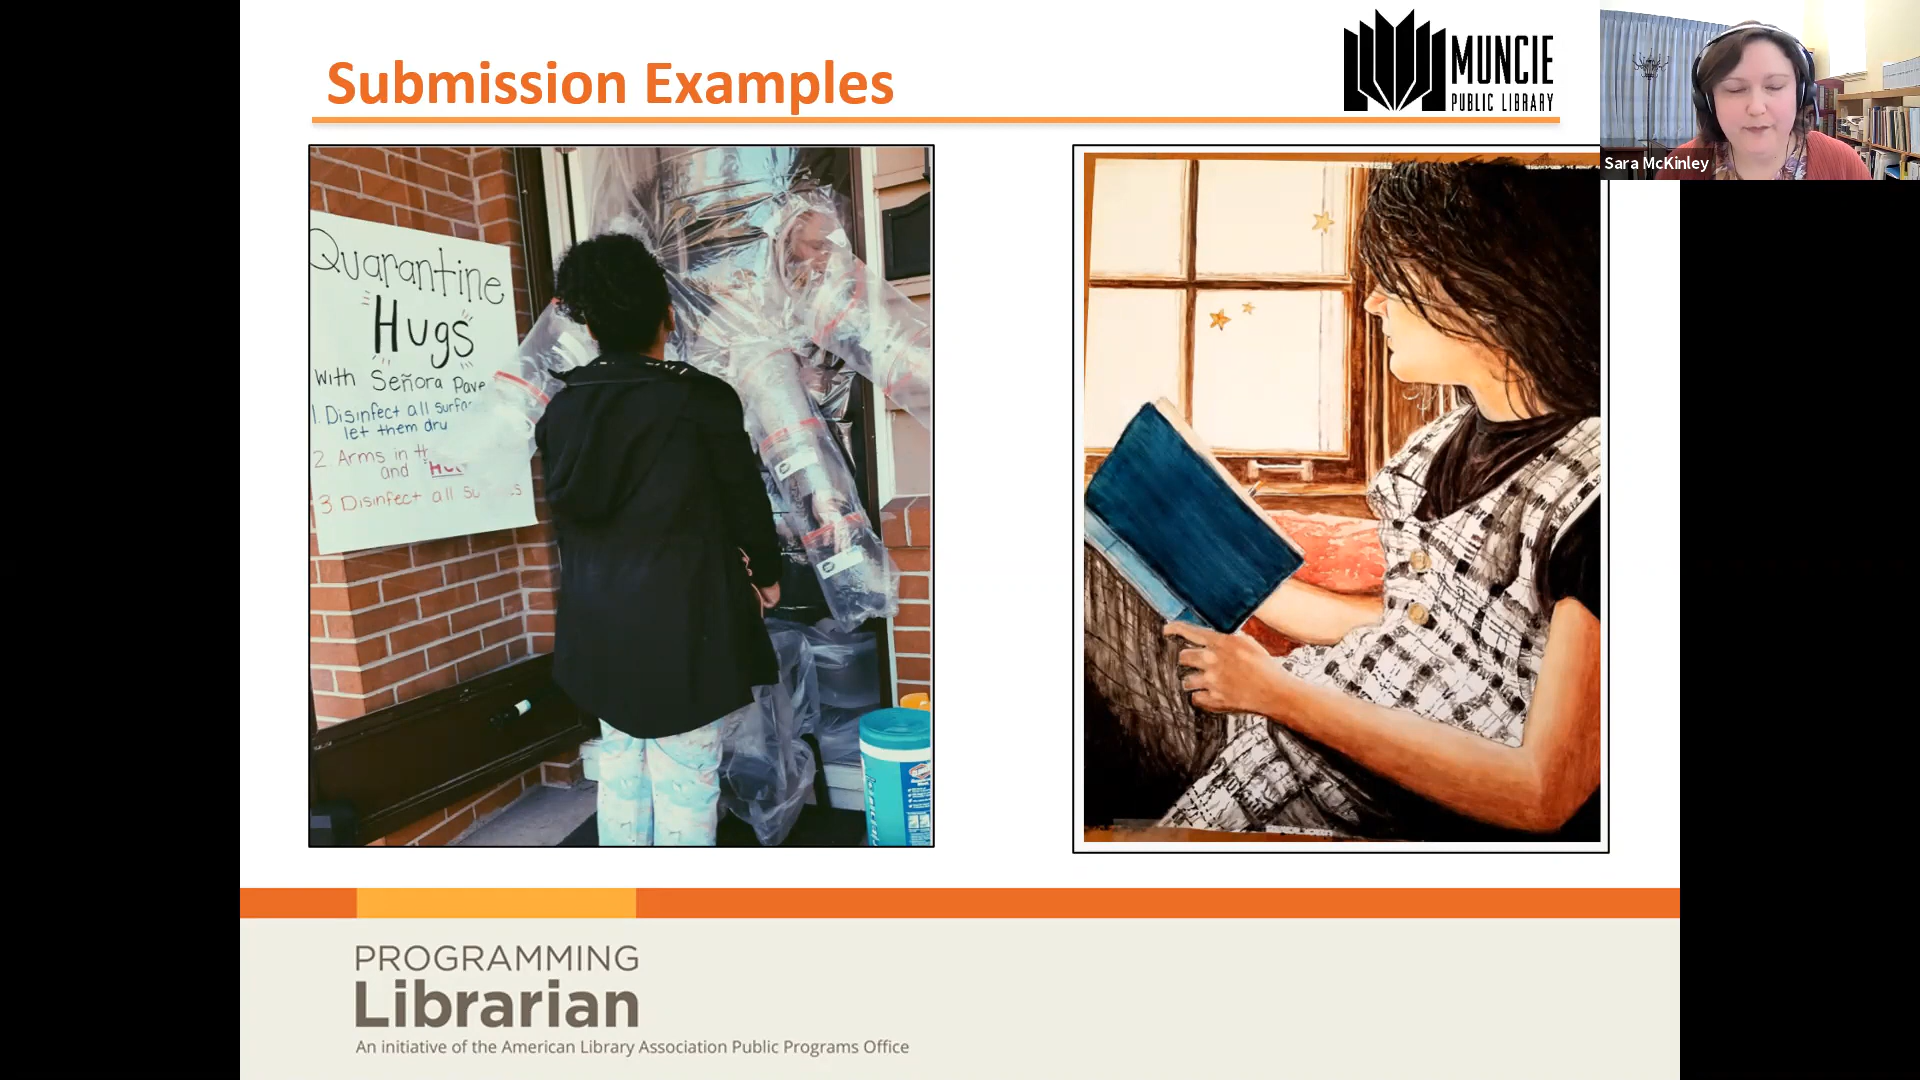 Submission Examples
MUNCIE
PUBLIC LIBRARY
Sara McKinley
Quarantine
Hugs
With Señora Pave
1. Disinfect all surfac
let them dry
2. Arms in
and
3 Disinfect all su s
PROGRAMMING
Librarian
An initiative of the American Library Association Public Programs Office